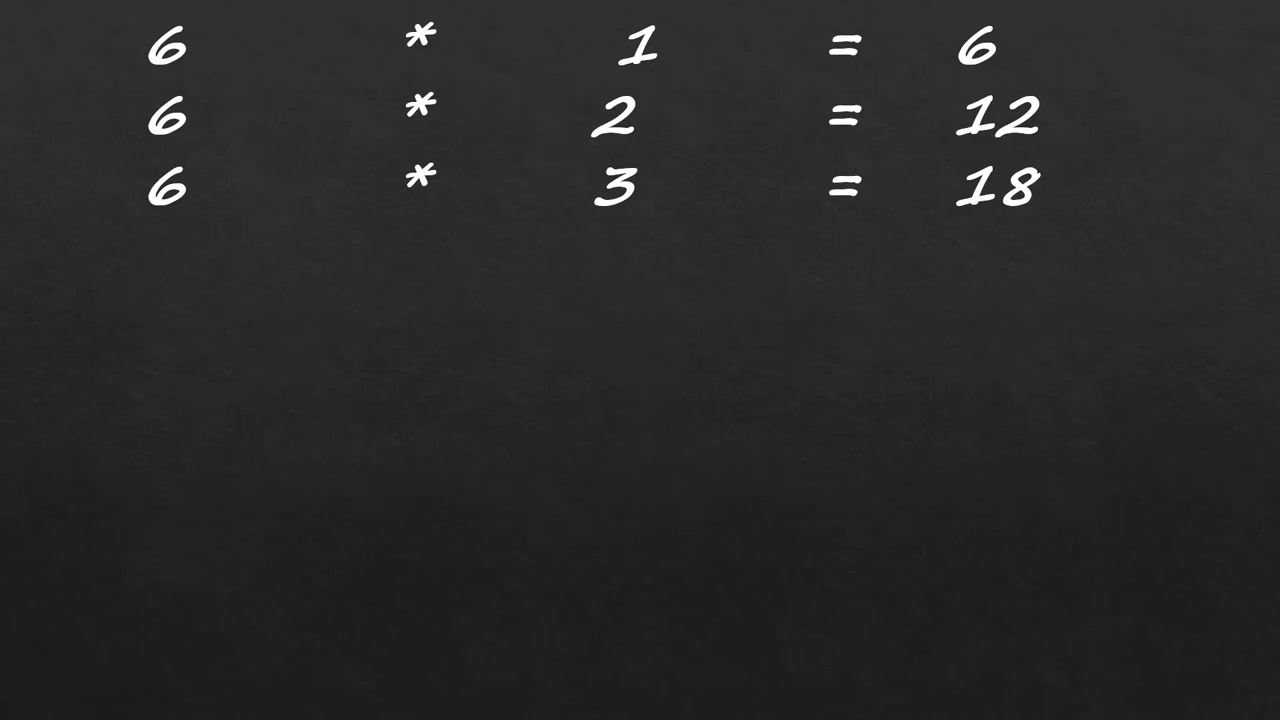 6 * 1 = 6
6 * 2 = 12
6 * 3 = 18